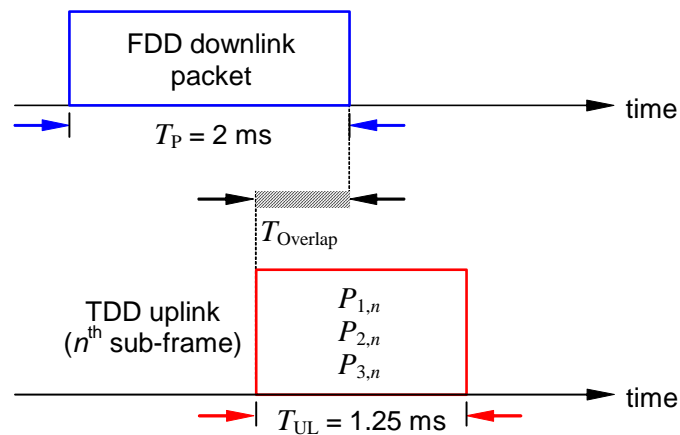 FDD downlink
packet
time
T_P = 2 ms
T_Overlap
TDD uplink
(n^th sub-frame)
P_1,n
P_2,n
P_3,n
time
T_UL = 1.25 ms